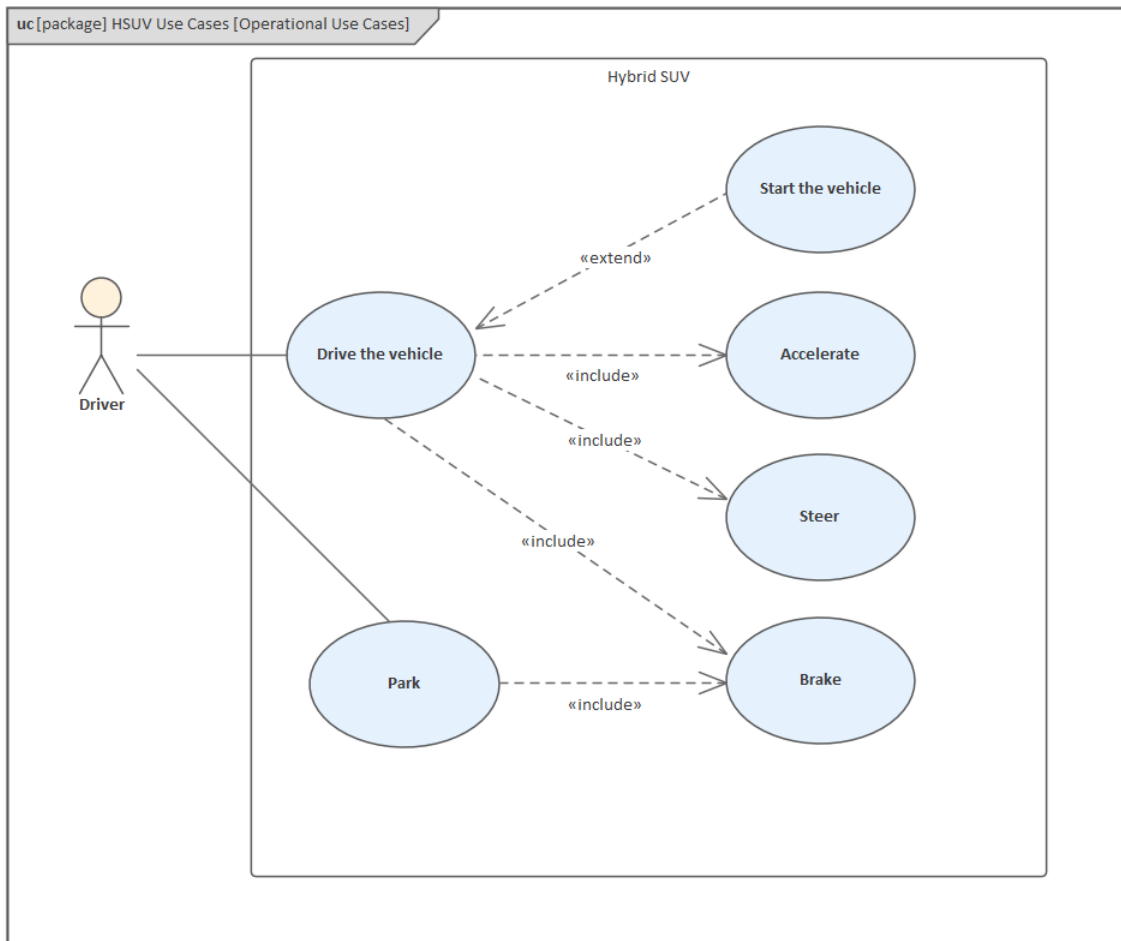 uc [package] HSUV Use Cases [Operational Use Cases]
Hybrid SUV
Start the vehicle
«extend»
Driver
Drive the vehicle
«include»
Accelerate
«include»
Steer
«include»
Park
«include»
Brake